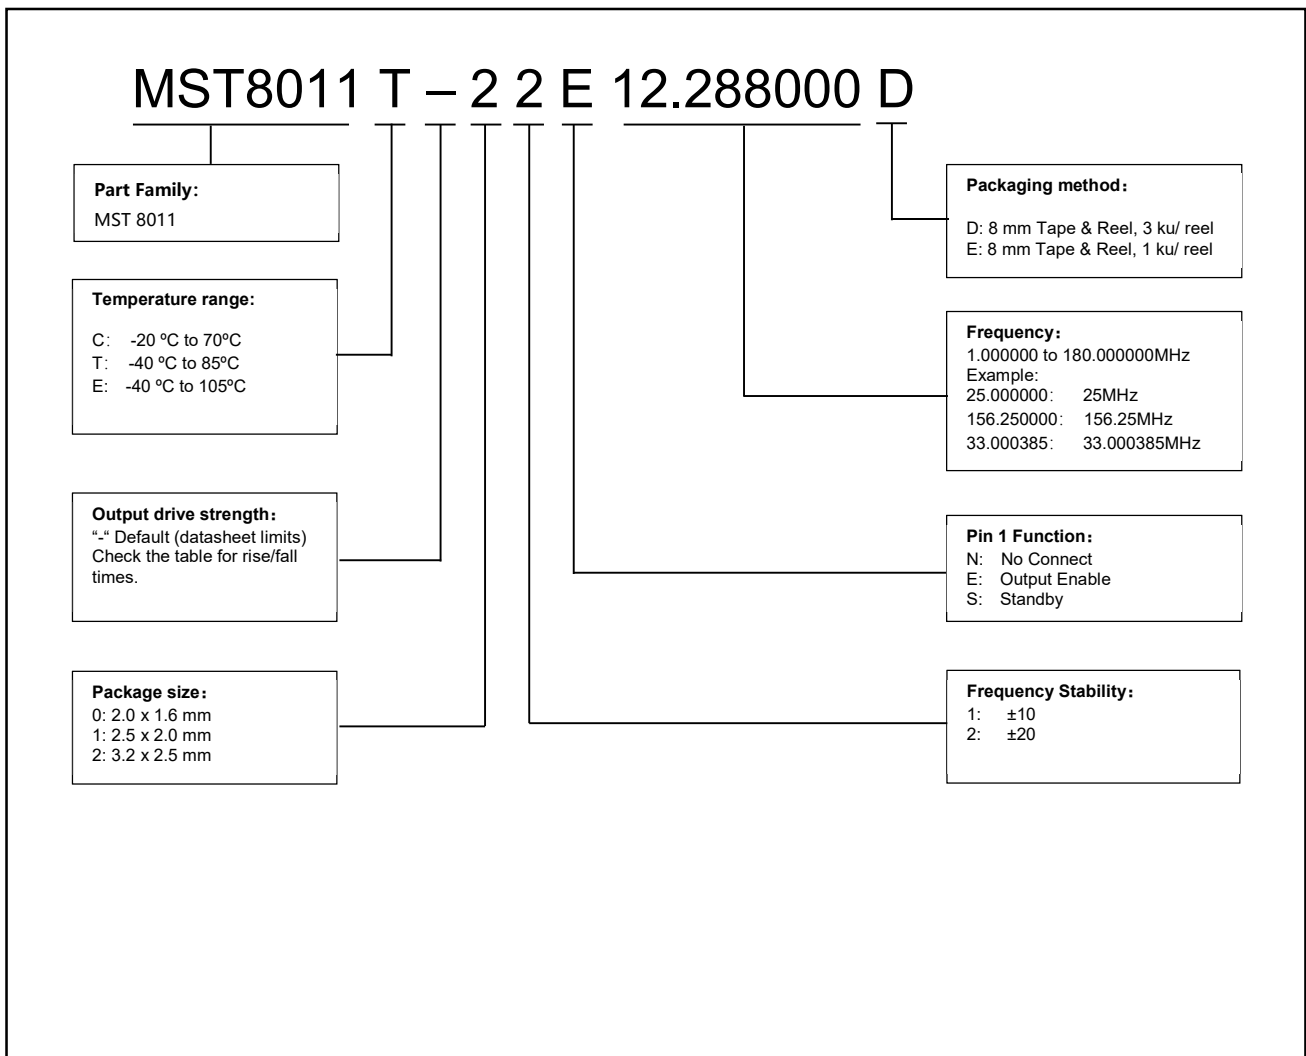 MST8011 T – 2 2 E 12.288000 D
Part Family:
MST 8011
Temperature range:
C: -20 ºC to 70ºC
T: -40 ºC to 85ºC
E: -40 ºC to 105ºC
Output drive strength：
“-“ Default (datasheet limits)
Check the table for rise/fall
times.
Package size：
0: 2.0 x 1.6 mm
1: 2.5 x 2.0 mm
2: 3.2 x 2.5 mm
Packaging method：
D: 8 mm Tape & Reel, 3 ku/ reel
E: 8 mm Tape & Reel, 1 ku/ reel
Frequency：
1.000000 to 180.000000MHz
Example:
25.000000: 25MHz
156.250000: 156.25MHz
33.000385: 33.000385MHz
Pin 1 Function：
N: No Connect
E: Output Enable
S: Standby
Frequency Stability：
1: ±10
2: ±20